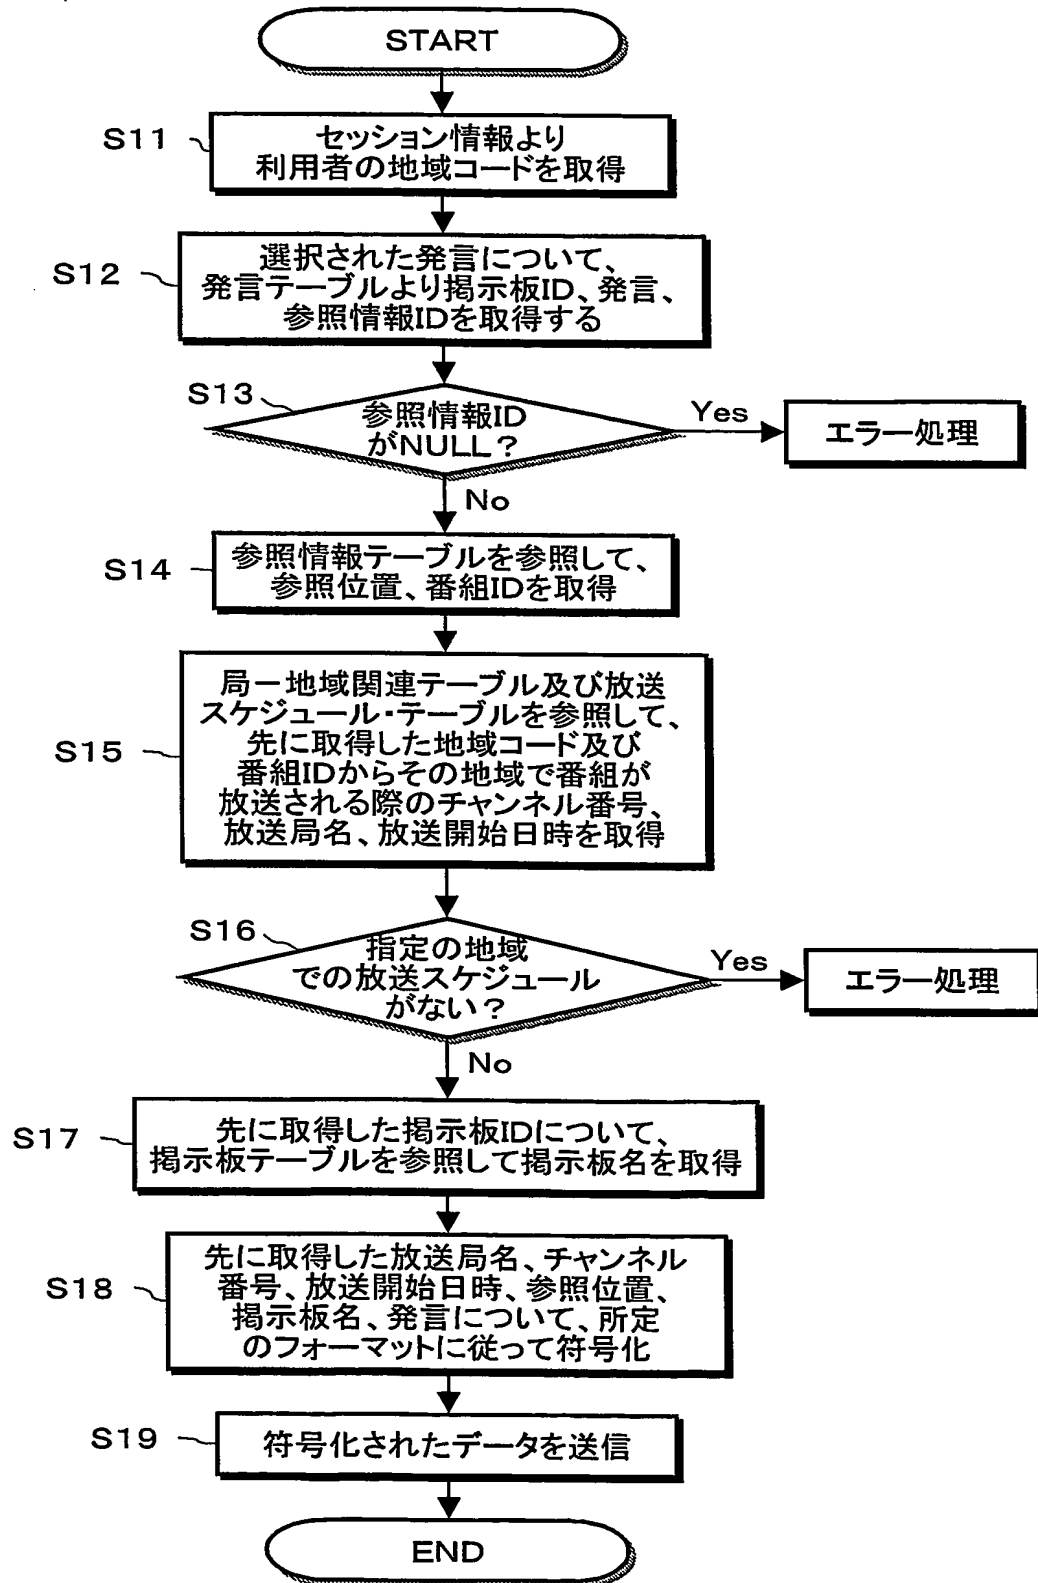 START
S11
セッション情報より
利用者の地域コードを取得
S12
選択された発言について、
発言テーブルより掲示板ID、発言、
参照情報IDを取得する
S13
参照情報ID
がNULL？
Yes
エラー処理
No
S14
参照情報テーブルを参照して、
参照位置、番組IDを取得
S15
局－地域関連テーブル及び放送
スケジュール・テーブルを参照して、
先に取得した地域コード及び
番組IDからその地域で番組が
放送される際のチャンネル番号、
放送局名、放送開始日時を取得
S16
指定の地域
での放送スケジュール
がない？
Yes
エラー処理
No
S17
先に取得した掲示板IDについて、
掲示板テーブルを参照して掲示板名を取得
S18
先に取得した放送局名、チャンネル
番号、放送開始日時、参照位置、
掲示板名、発言について、所定
のフォーマットに従って符号化
S19
符号化されたデータを送信
END